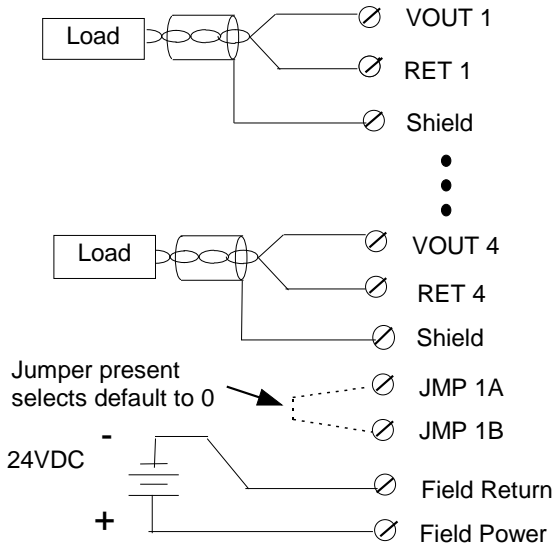 Load
VOUT 1
RET 1
Shield
Load
VOUT 4
RET 4
Shield
Jumper present
selects default to 0
JMP 1A
JMP 1B
-
24VDC
Field Return
+
Field Power